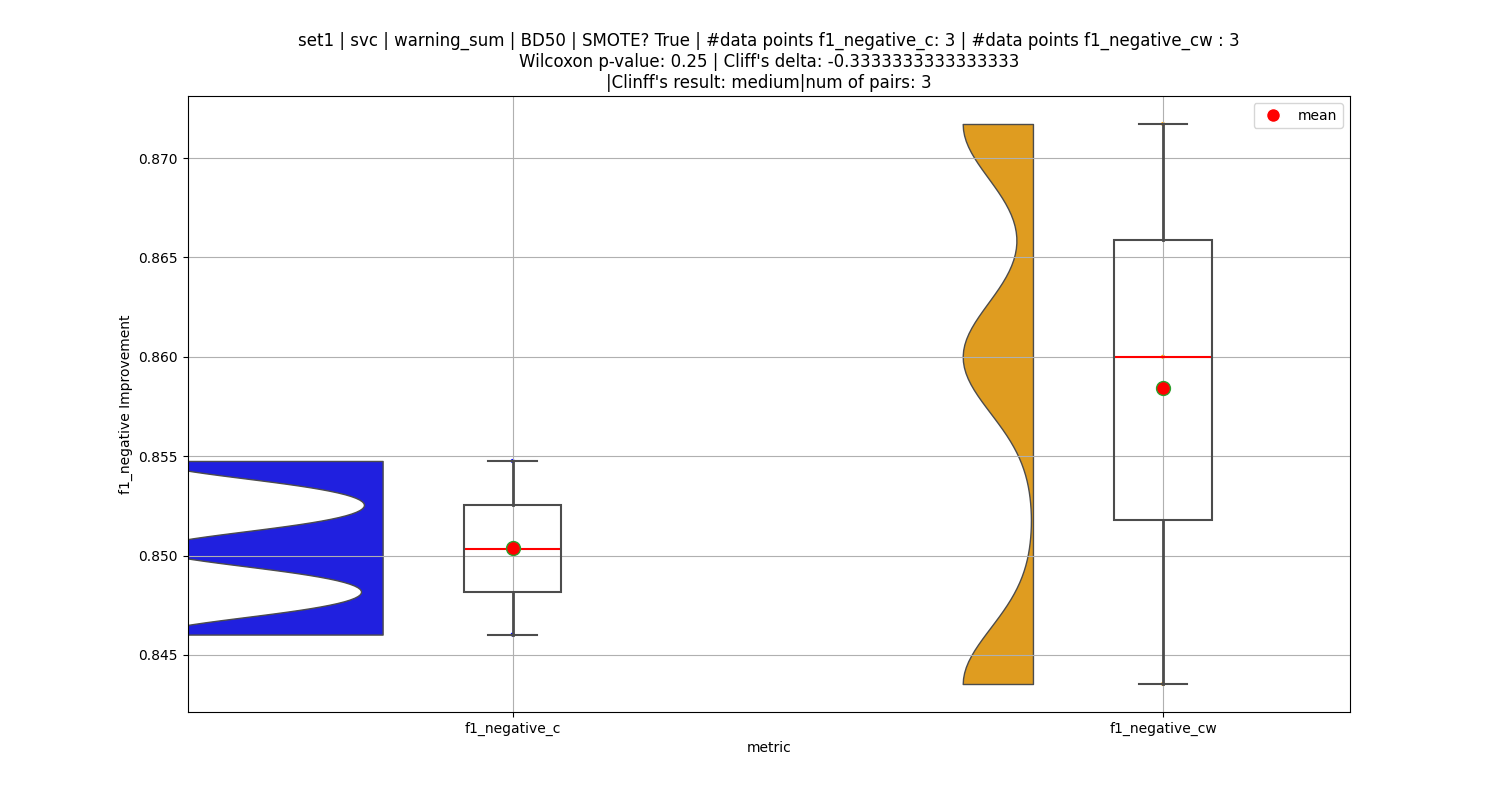 set1 | svc | warning_sum | BD50 | SMOTE? True | #data points f1_negative_c: 3 | #data points f1_negative_cw : 3
Wilcoxon p-value: 0.25 | Cliff's delta: -0.3333333333333333
|Clinff's result: medium|num of pairs: 3
mean
0.870
0.865
0.860
0.855
0.850
0.845
f1_negative Improvement
f1_negative_c
f1_negative_cw
metric